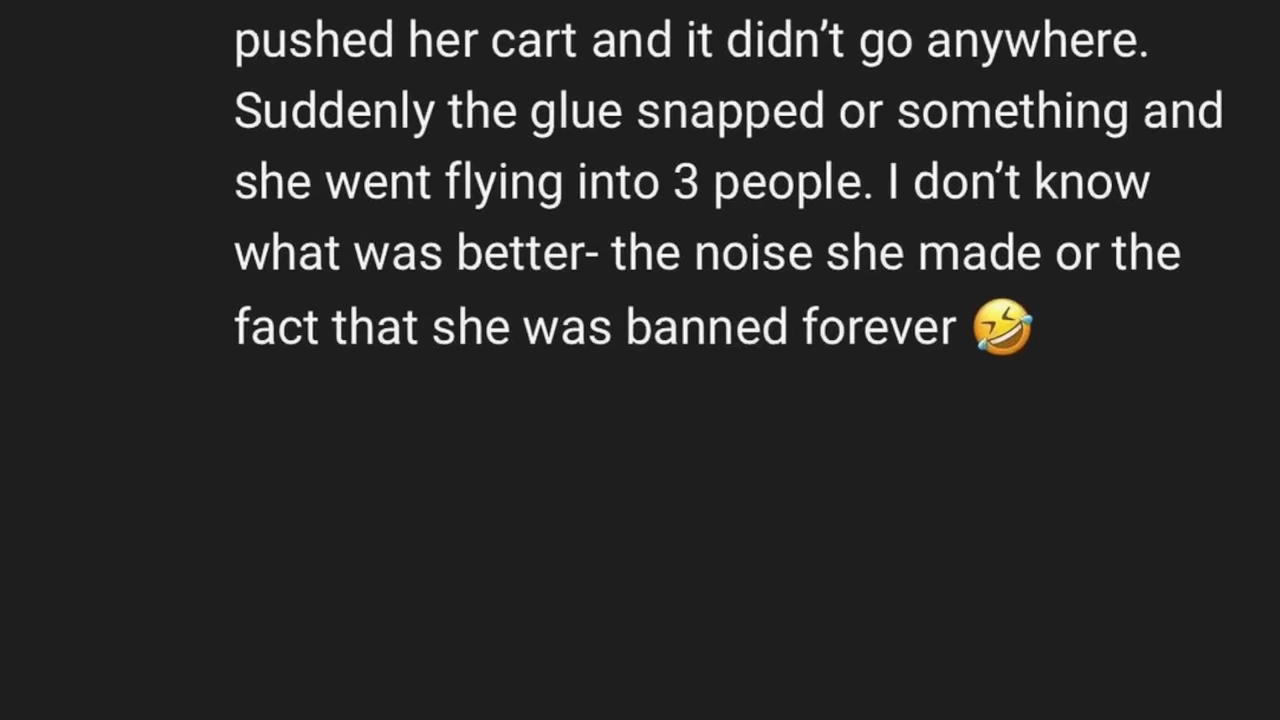 pushed her cart and it didn’t go anywhere.
Suddenly the glue snapped or something and
she went flying into 3 people. I don’t know
what was better- the noise she made or the
fact that she was banned forever 🤣